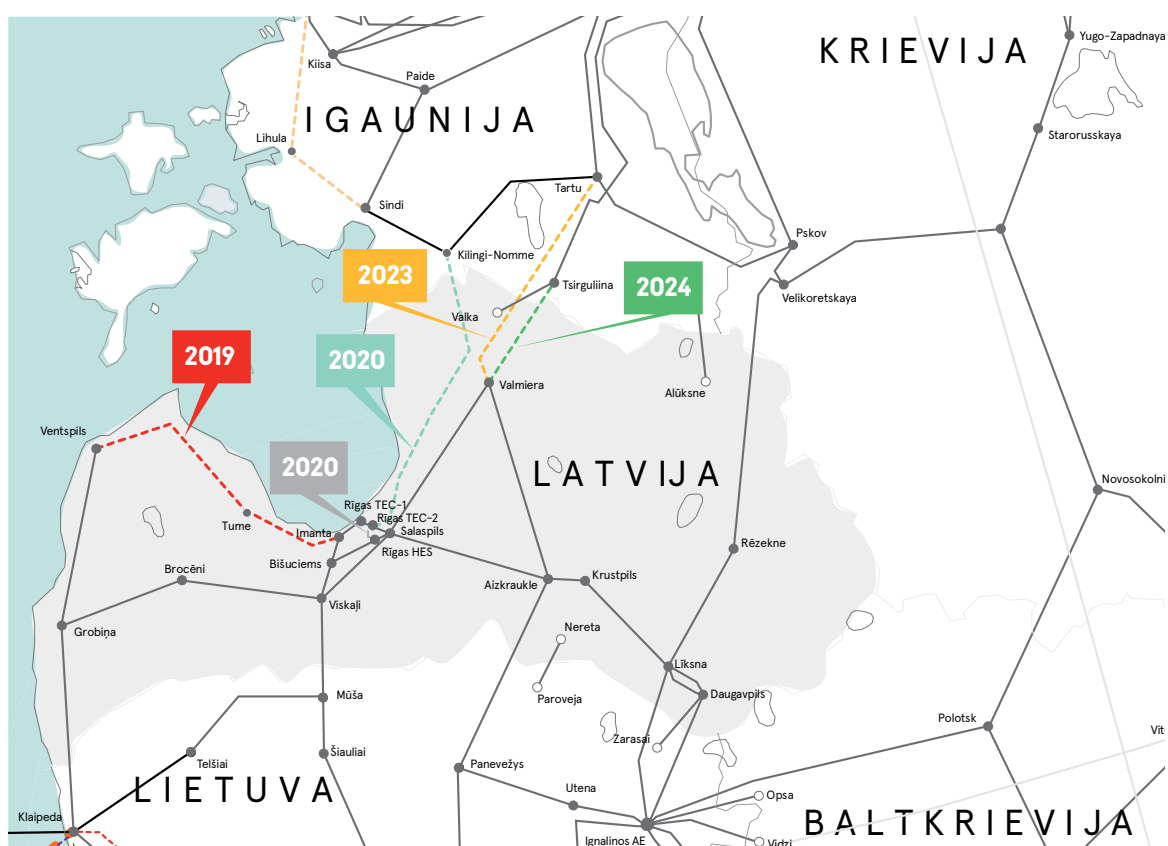 KRIEVIJA
Yugo-Zapadnaya
Kiisa
Paide
IGAUNIJA
Starorusskaya
Lihula
Tartu
Sindi
Pskov
Kilingi-Nomme
2023
Tsirguliina
2024
Velikoretskaya
Valka
2019
2020
Valmiera
Alūksne
Ventspils
2020
LATVIJA
Novosokolni
Rīgas TEC-1
Rīgas TEC-2
Tume
Imanta
Salaspils
Rīgas HES
Rēzekne
Bišuciems
Brocēni
Aizkraukle
Krustpils
Viskaļi
Grobiņa
Nereta
Līksna
Mūša
Paroveja
Daugavpils
Polotsk
Vit
Zarasai
Šiauliai
Telšiai
Panevežys
LIETUVA
Utena
Opsa
Klaipeda
BALTKRIEVIJA
Ignalinos AE
Vidzi